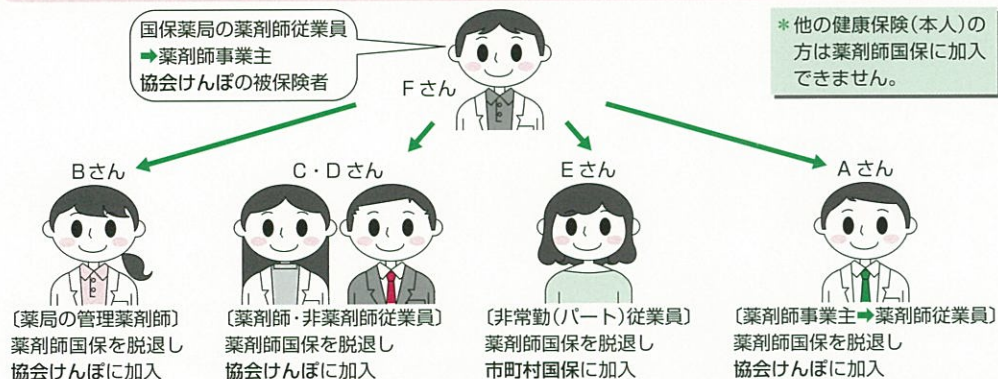 国保薬局の薬剤師従業員
➡薬剤師事業主
協会けんぽの被保険者
Fさん
＊他の健康保険（本人）の
方は薬剤師国保に加入
できません。
Bさん
C・Dさん
Eさん
Aさん
〔薬局の管理薬剤師〕
薬剤師国保を脱退し
協会けんぽに加入
〔薬剤師・非薬剤師従業員〕
薬剤師国保を脱退し
協会けんぽに加入
〔非常勤（パート）従業員〕
薬剤師国保を脱退し
市町村国保に加入
〔薬剤師事業主➡薬剤師従業員〕
薬剤師国保を脱退し
協会けんぽに加入